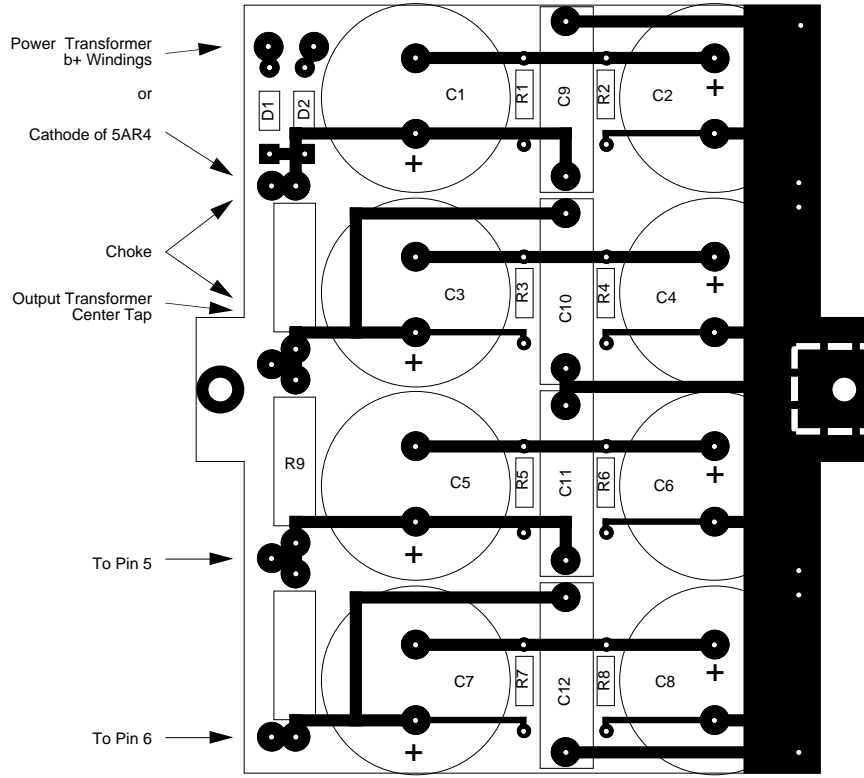 Power Transformer
b+ Windings
or
Cathode of 5AR4
Choke
Output Transformer
Center Tap
To Pin 5
To Pin 6
D1
D2
C1
+
R1
C9
R2
C2
+
C3
+
R3
C10
R4
C4
+
R9
C5
+
R5
C11
R6
C6
+
C7
+
R7
C12
R8
C8
+